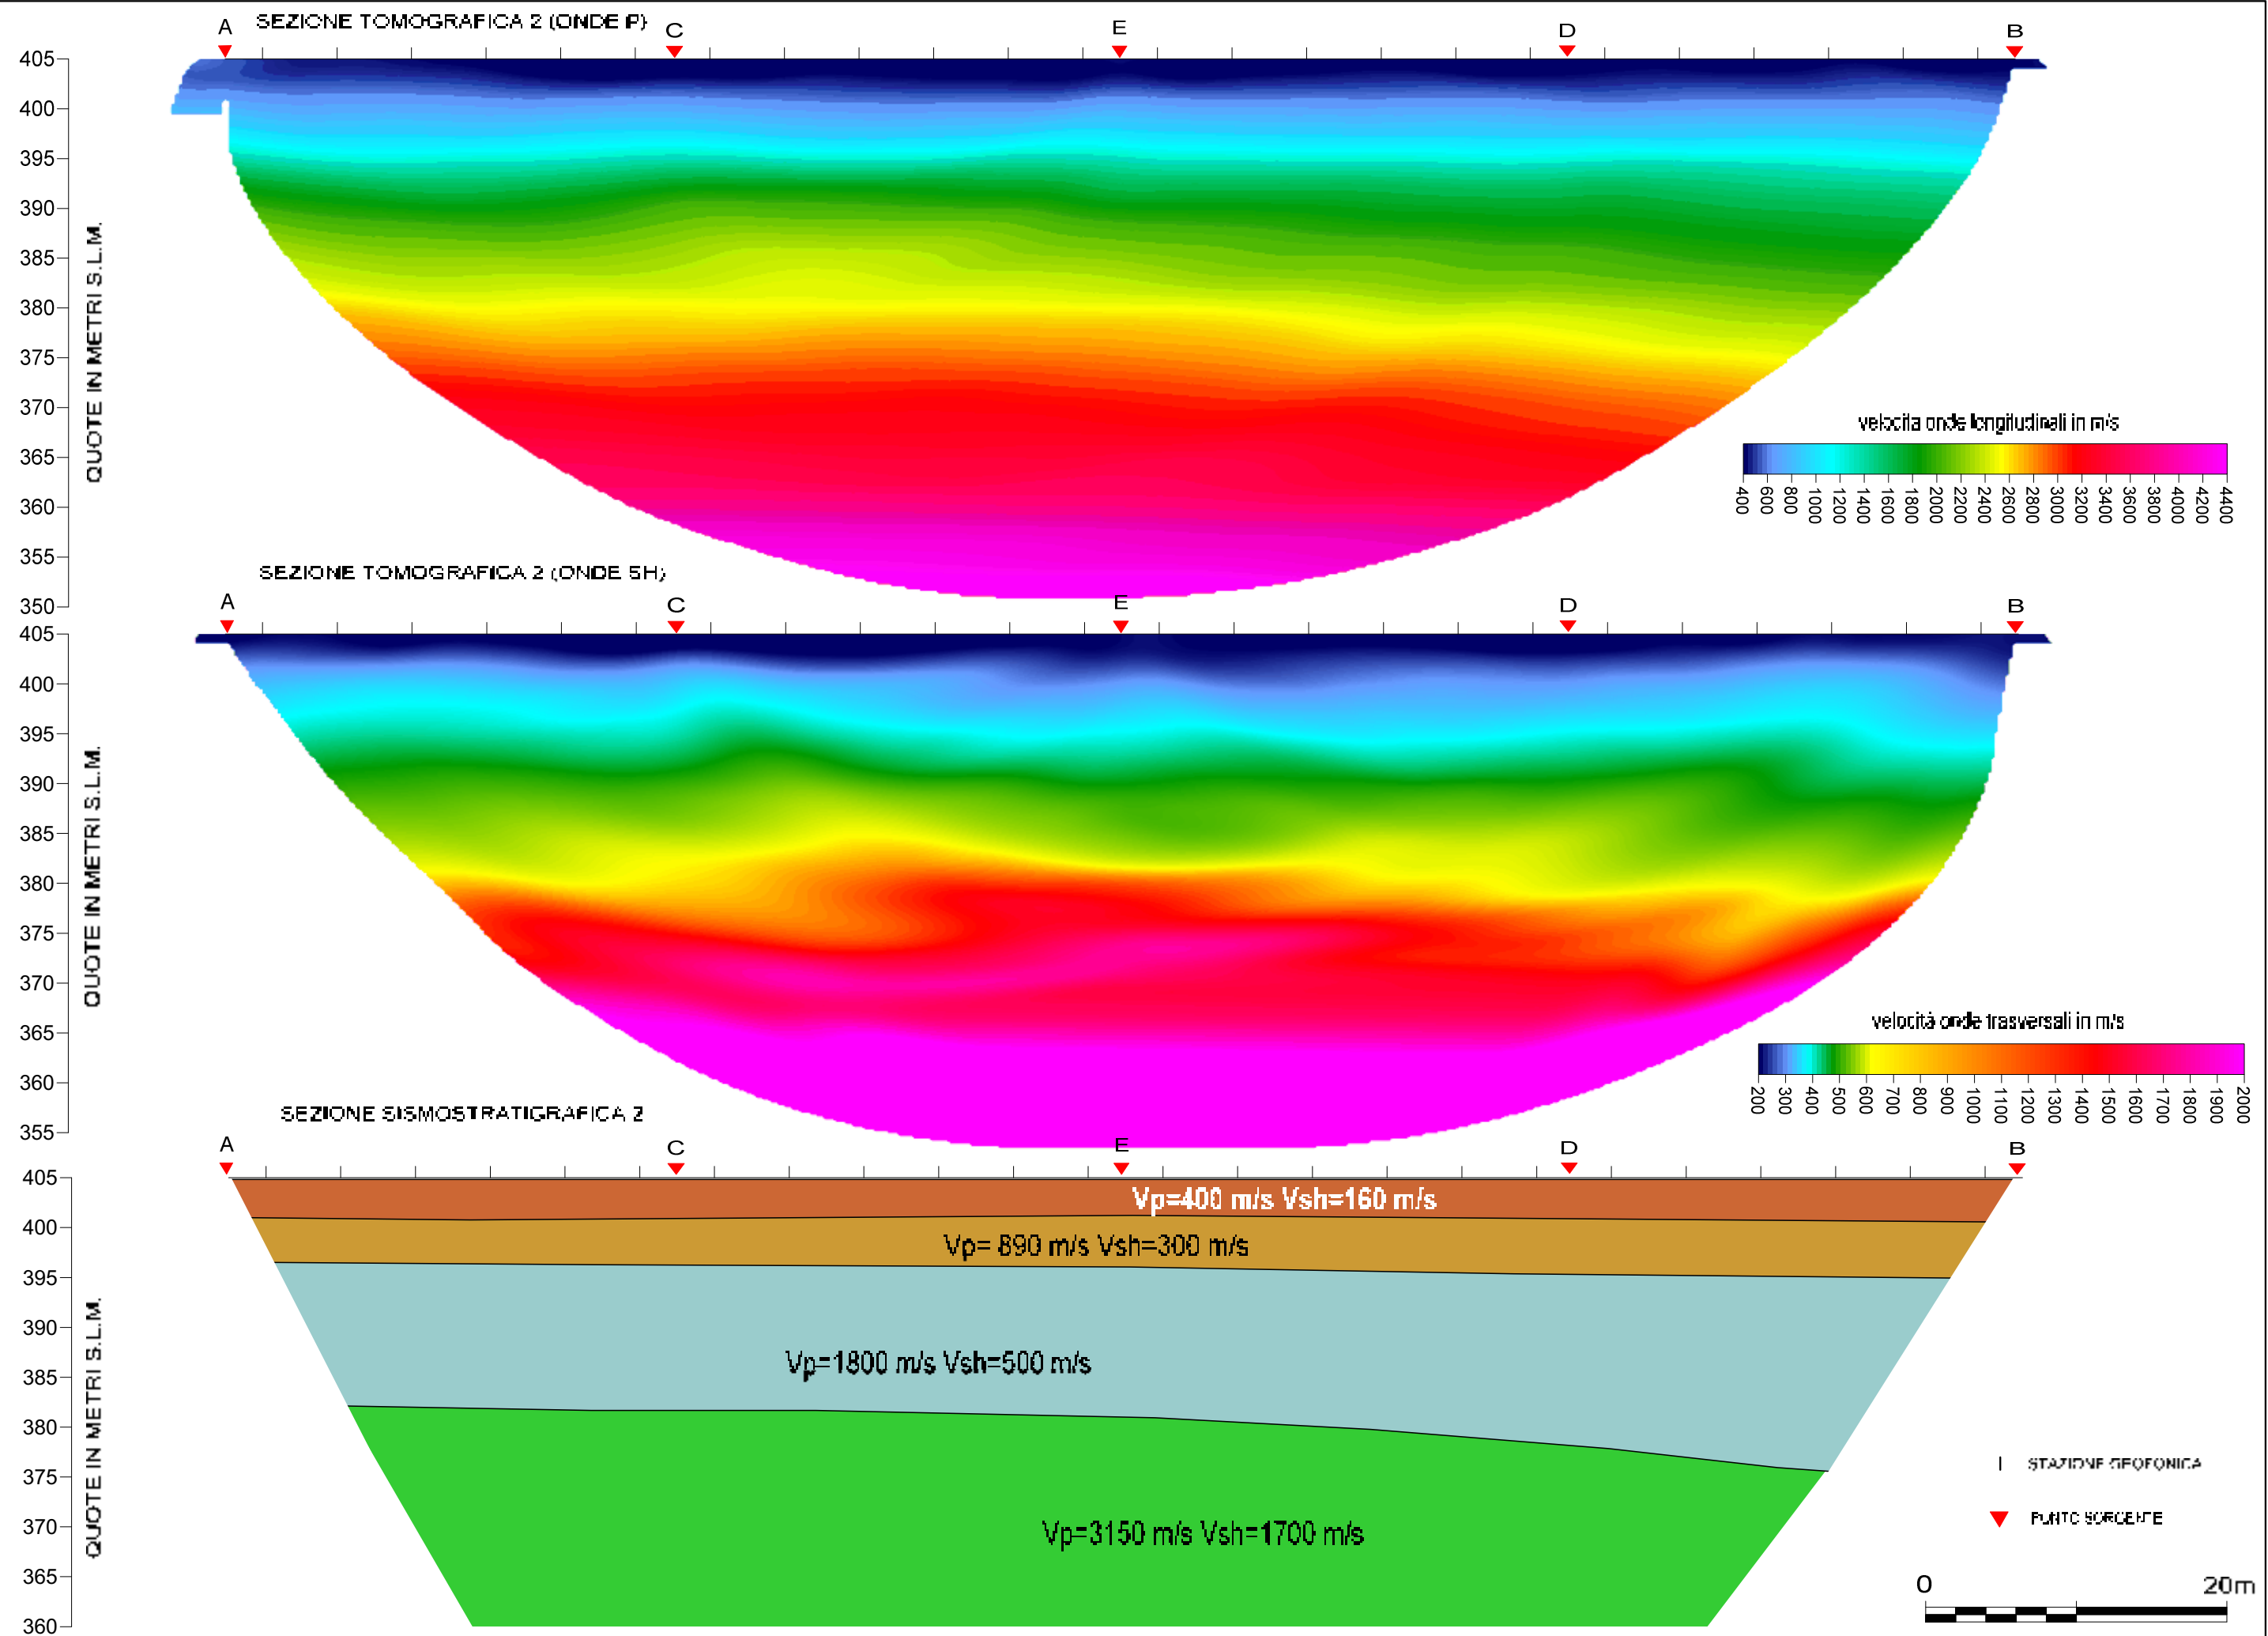 SEZIONE TOMOGRAFICA 2 (ONDE P)
A C E D B
405
400
395
390
385
380
375
370
365
360
355
350
QUOTE IN METRI S.L.M.
velocita onde longitudinali in m/s
400 600 800 1000 1200 1400 1600 1800 2000 2200 2400 2600 2800 3000 3200 3400 3600 3800 4000 4200 4400
SEZIONE TOMOGRAFICA 2 (ONDE SH)
A C E D B
405
400
395
390
385
380
375
370
365
360
355
QUOTE IN METRI S.L.M.
velocità onde trasversali in m/s
200 300 400 500 600 700 800 900 1000 1100 1200 1300 1400 1500 1600 1700 1800 1900 2000
SEZIONE SISMOSTRATIGRAFICA 2
A C E D B
405
400
395
390
385
380
375
370
365
360
QUOTE IN METRI S.L.M.
Vp=400 m/s Vsh=160 m/s
Vp= 890 m/s Vsh=300 m/s
Vp=1800 m/s Vsh=500 m/s
Vp=3150 m/s Vsh=1700 m/s
STAZIONE GEOFONICA
PUNTO SORGENTE
0 20m